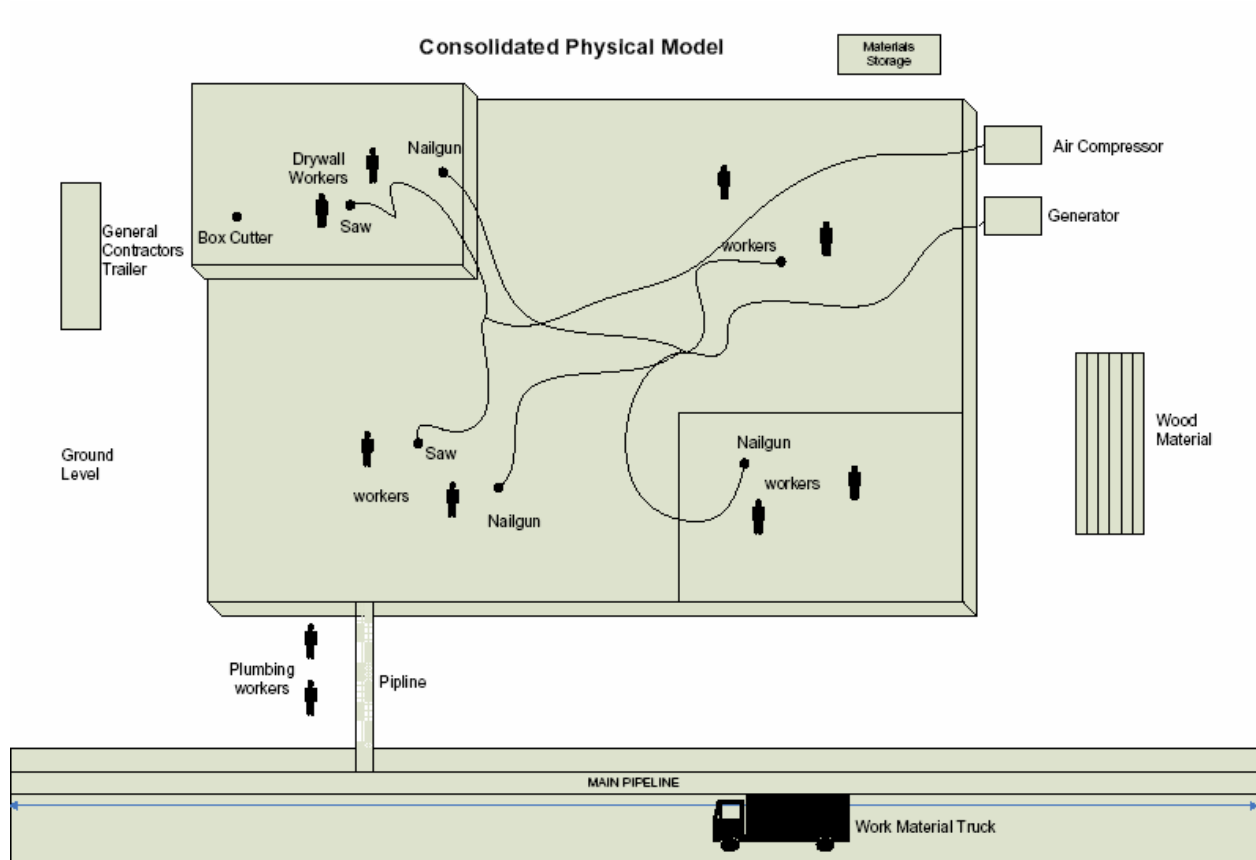 Consolidated Physical Model
Materials
Storage
Nailgun
Drywall
Workers
Air Compressor
Saw
Box Cutter
Generator
General
Contractors
Trailer
workers
Wood
Material
Nailgun
workers
Saw
Ground
Level
workers
Nailgun
Plumbing
workers
Pipline
MAIN PIPELINE
Work Material Truck